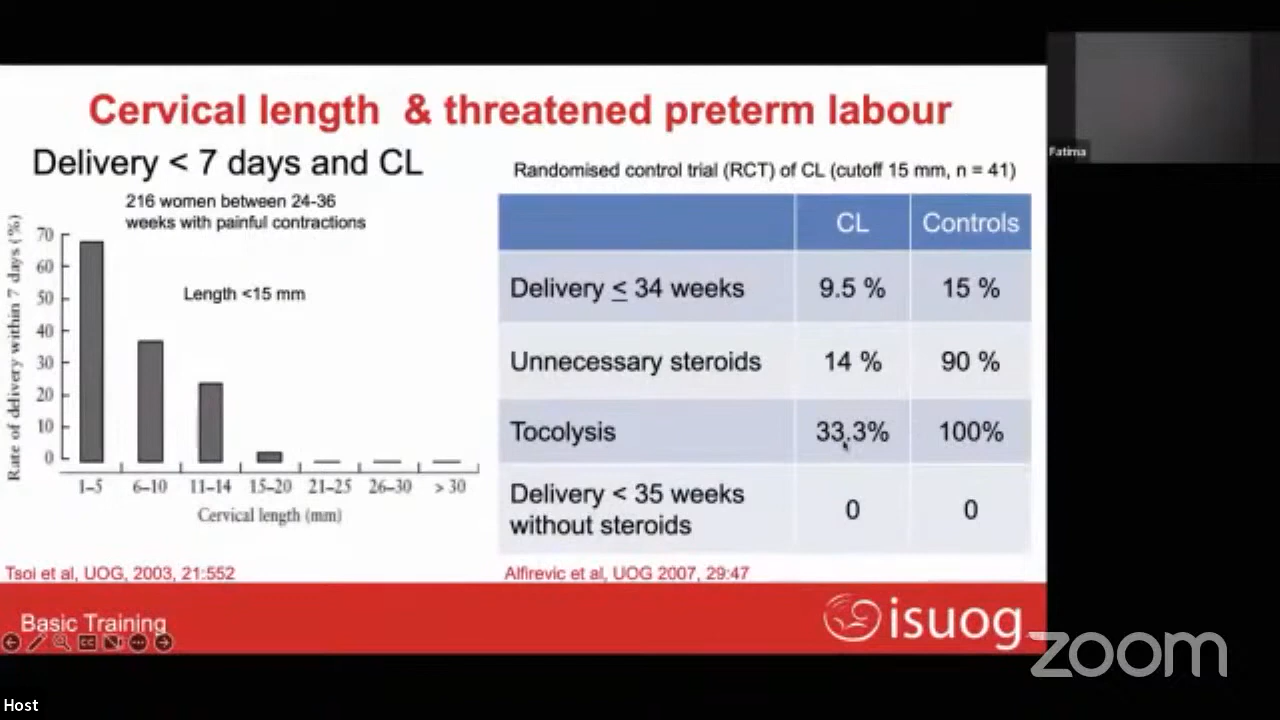 Cervical length & threatened preterm labour
Delivery < 7 days and CL
216 women between 24-36
weeks with painful contractions
Length <15 mm
Rate of delivery within 7 days (%)
70
60
50
40
30
20
10
0
1–5 6–10 11–14 15–20 21–25 26–30 > 30
Cervical length (mm)
Tsoi et al, UOG, 2003, 21:552
Randomised control trial (RCT) of CL (cutoff 15 mm, n = 41)
CL Controls
Delivery ≤ 34 weeks 9.5 % 15 %
Unnecessary steroids 14 % 90 %
Tocolysis 33.3% 100%
Delivery < 35 weeks
without steroids 0 0
Alfirevic et al, UOG 2007, 29:47
Basic Training
CC
isuog
Fatima
zoom
Host